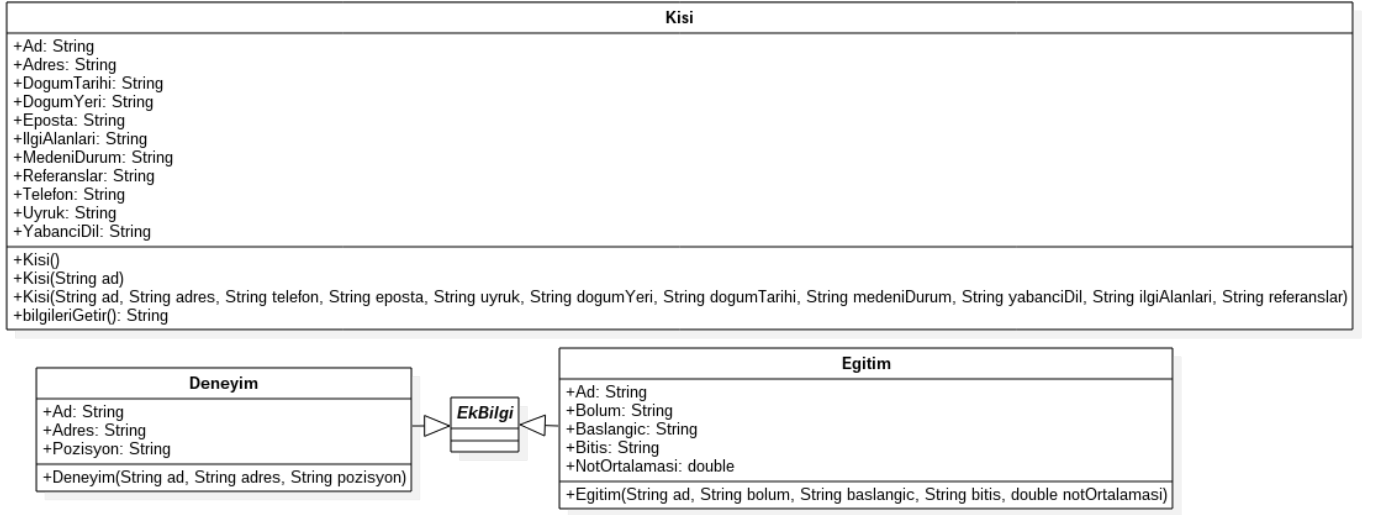 Kisi
+Ad: String
+Adres: String
+DogumTarihi: String
+DogumYeri: String
+Eposta: String
+IlgiAlanlari: String
+MedeniDurum: String
+Referanslar: String
+Telefon: String
+Uyruk: String
+YabanciDil: String
+Kisi()
+Kisi(String ad)
+Kisi(String ad, String adres, String telefon, String eposta, String uyruk, String dogumYeri, String dogumTarihi, String medeniDurum, String yabanciDil, String ilgiAlanlari, String referanslar)
+bilgileriGetir(): String
Deneyim
+Ad: String
+Adres: String
+Pozisyon: String
+Deneyim(String ad, String adres, String pozisyon)
EkBilgi
Egitim
+Ad: String
+Bolum: String
+Baslangic: String
+Bitis: String
+NotOrtalamasi: double
+Egitim(String ad, String bolum, String baslangic, String bitis, double notOrtalamasi)